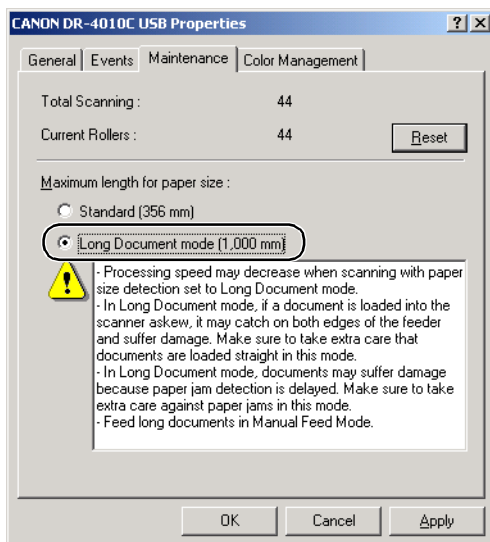 CANON DR-4010C USB Properties
General Events Maintenance Color Management
Total Scanning : 44
Current Rollers : 44 Reset
Maximum length for paper size :
Standard (356 mm)
Long Document mode (1,000 mm)
- Processing speed may decrease when scanning with paper
size detection set to Long Document mode.
- In Long Document mode, if a document is loaded into the
scanner askew, it may catch on both edges of the feeder
and suffer damage. Make sure to take extra care that
documents are loaded straight in this mode.
- In Long Document mode, documents may suffer damage
because paper jam detection is delayed. Make sure to take
extra care against paper jams in this mode.
- Feed long documents in Manual Feed Mode.
OK Cancel Apply